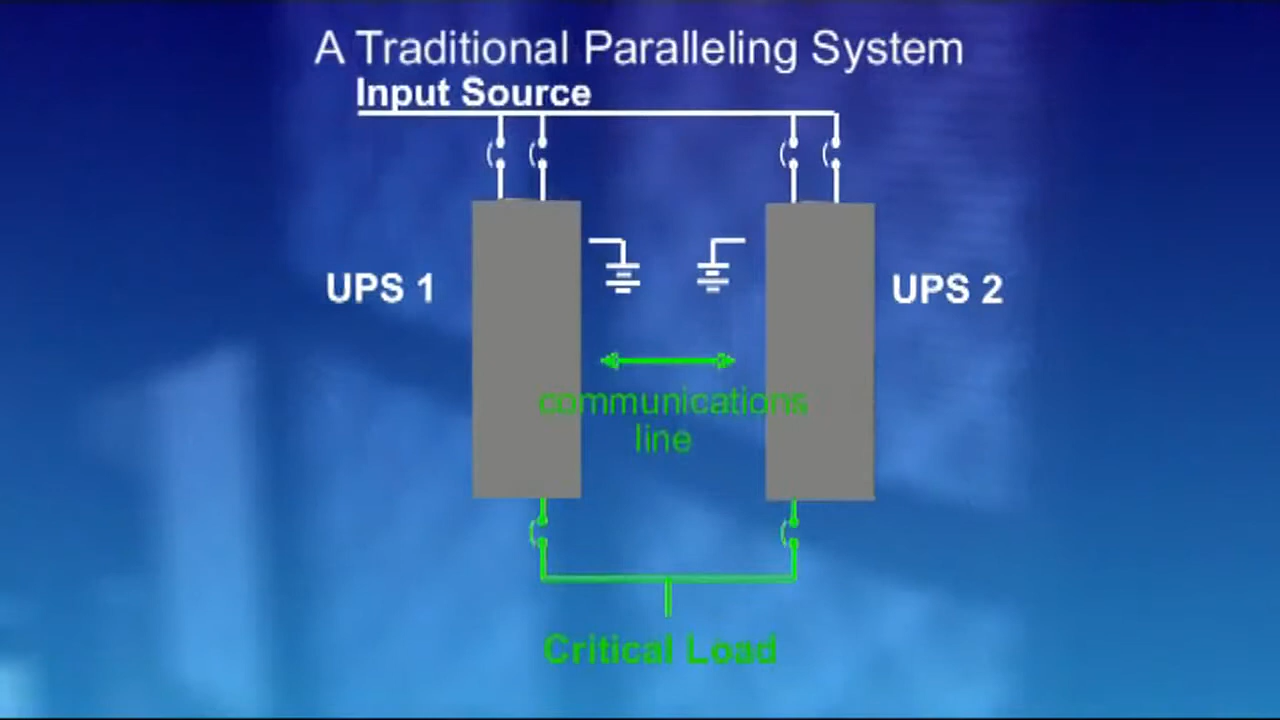 A Traditional Paralleling System
Input Source
UPS 1
UPS 2
communications
line
Critical Load